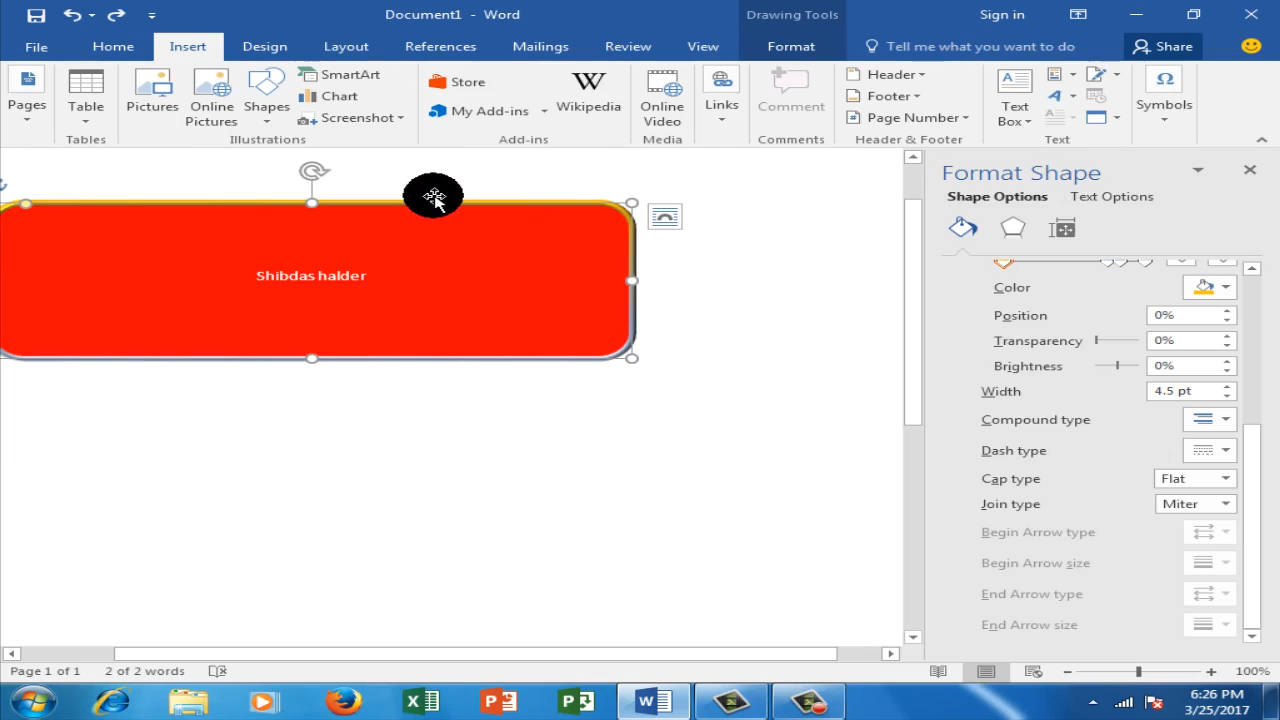 Document1 - Word
Drawing Tools
Sign in
File
Home
Insert
Design
Layout
References
Mailings
Review
View
Format
Tell me what you want to do
Share
Pages
Table
Pictures
Online Pictures
Shapes
SmartArt
Chart
Screenshot
Store
My Add-ins
Wikipedia
Online Video
Links
Comment
Header
Footer
Page Number
Text Box
Symbols
Tables
Illustrations
Add-ins
Media
Comments
Header & Footer
Text
Shibdas halder
Format Shape
Shape Options
Text Options
Color
Position 0%
Transparency 0%
Brightness 0%
Width 4.5 pt
Compound type
Dash type
Cap type Flat
Join type Miter
Begin Arrow type
Begin Arrow size
End Arrow type
End Arrow size
Page 1 of 1
2 of 2 words
100%
6:26 PM
3/25/2017